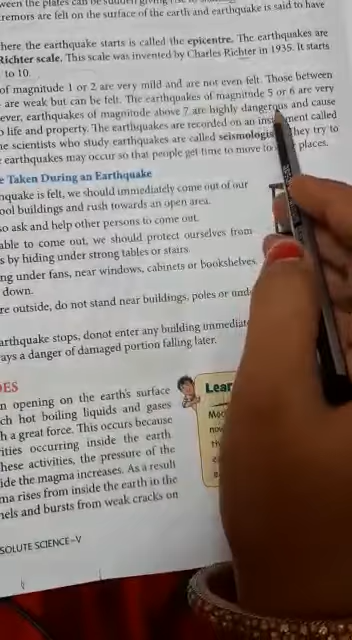 ween the plates can be sudden giving
remors are felt on the surface of the earth and earthquake is said to have
here the earthquake starts is called the epicentre. The earthquakes are
Richter scale. This scale was invented by Charles Richter in 1935. It starts
to 10.
of magnitude 1 or 2 are very mild and are not even felt. Those between
are weak but can be felt. The earthquakes of magnitude 5 or 6 are very
ever, earthquakes of magnitude above 7 are highly dangerous and cause
life and property. The earthquakes are recorded on an called
he scientists who study earthquakes are called They try to
earthquakes may occur so that people get time to move to places.
e Taken During an Earthquake
hquake is felt, we should immediately come out of our
ool buildings and rush towards an open area.
so ask and help other persons to come out.
able to come out, we should protect ourselves from
s by hiding under strong tables or stairs.
ng under fans, near windows, cabinets or bookshelves.
down.
re outside, do not stand near buildings, poles or
arthquake stops, donot enter any building
ays a danger of damaged portion falling later.
OES
n opening on the earth's surface
ch hot boiling liquids and gases
h a great force. This occurs because
ities occurring inside the earth
hese activities, the pressure of the
ide the magma increases. As a result
ma rises from inside the earth in the
nels and bursts from weak cracks on
Lear
SOLUTE SCIENCE-V